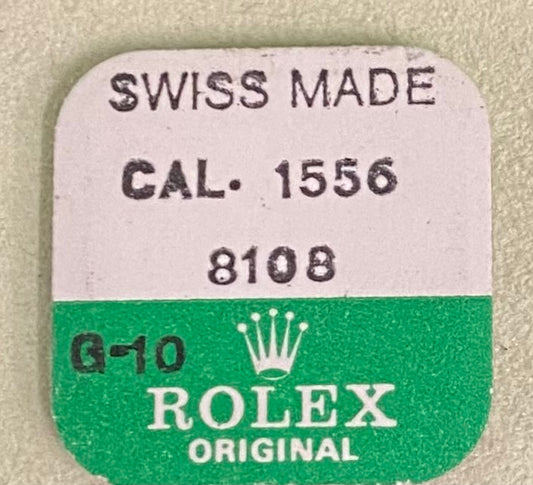 SWISS MADE
CAL. 1556
8108
G-10
ROLEX
ORIGINAL